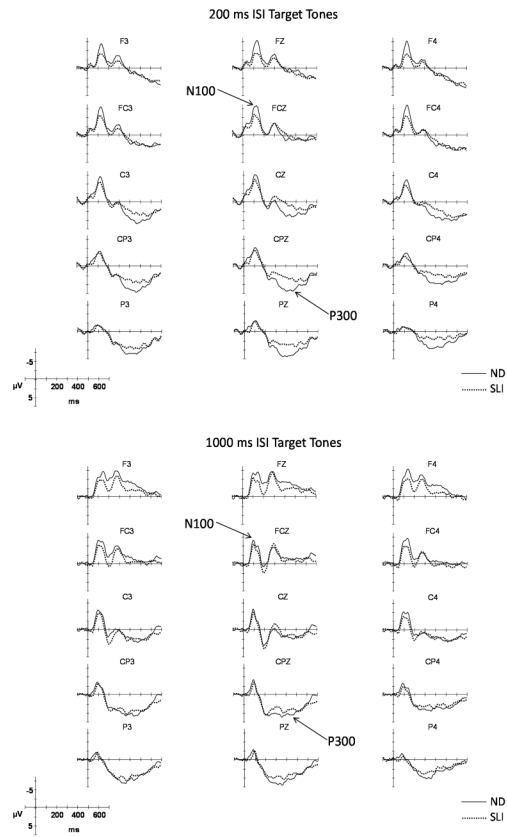 200 ms ISI Target Tones
F3 FZ F4
N100
FC3 FCZ FC4
C3 CZ C4
CP3 CPZ CP4
P300
P3 PZ P4
-5
μV 200 400 600
5 ms
ND
SLI
1000 ms ISI Target Tones
F3 FZ F4
N100
FC3 FCZ FC4
C3 CZ C4
CP3 CPZ CP4
P300
P3 PZ P4
-5
μV 200 400 600
5 ms
ND
SLI